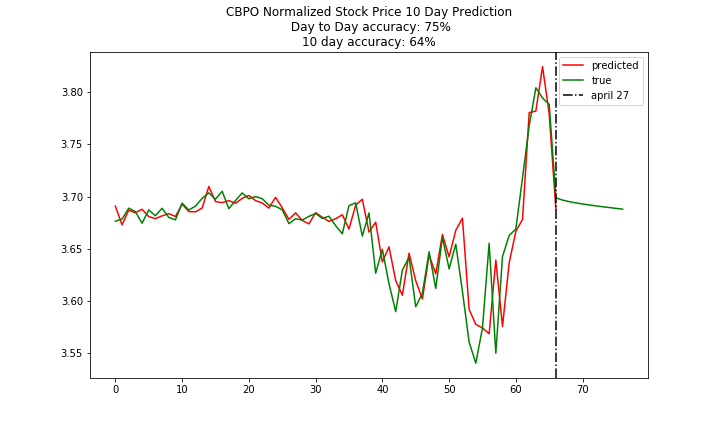 CBPO Normalized Stock Price 10 Day Prediction
Day to Day accuracy: 75%
10 day accuracy: 64%
predicted
true
april 27
3.80
3.75
3.70
3.65
3.60
3.55
0 10 20 30 40 50 60 70